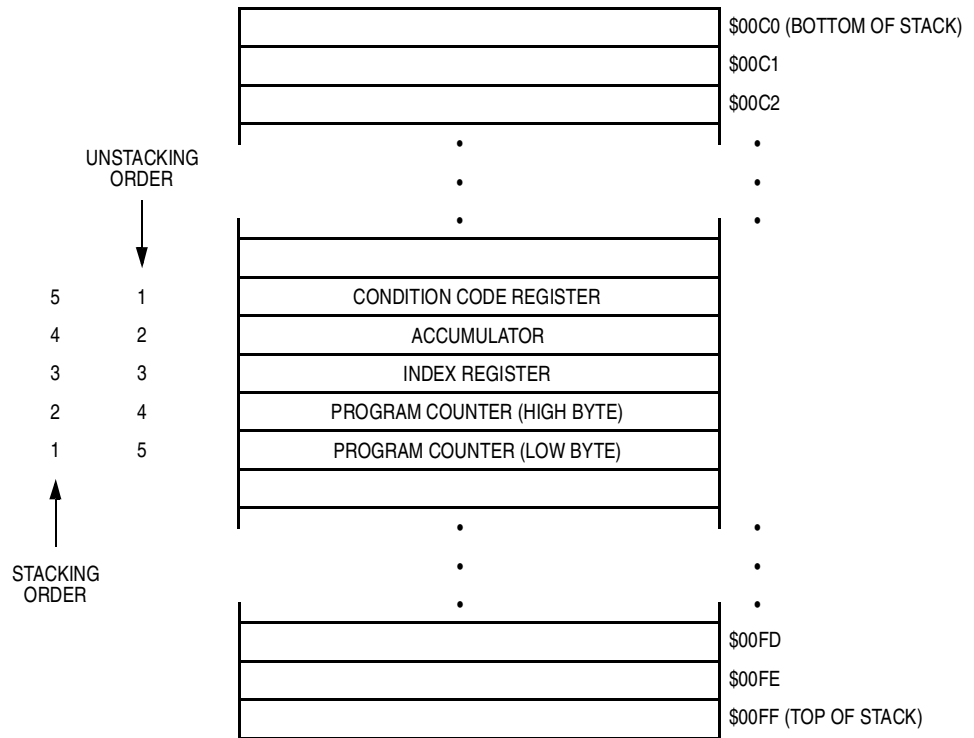 $00C0 (BOTTOM OF STACK)
$00C1
$00C2
UNSTACKING
ORDER
5 1 CONDITION CODE REGISTER
4 2 ACCUMULATOR
3 3 INDEX REGISTER
2 4 PROGRAM COUNTER (HIGH BYTE)
1 5 PROGRAM COUNTER (LOW BYTE)
STACKING
ORDER
$00FD
$00FE
$00FF (TOP OF STACK)